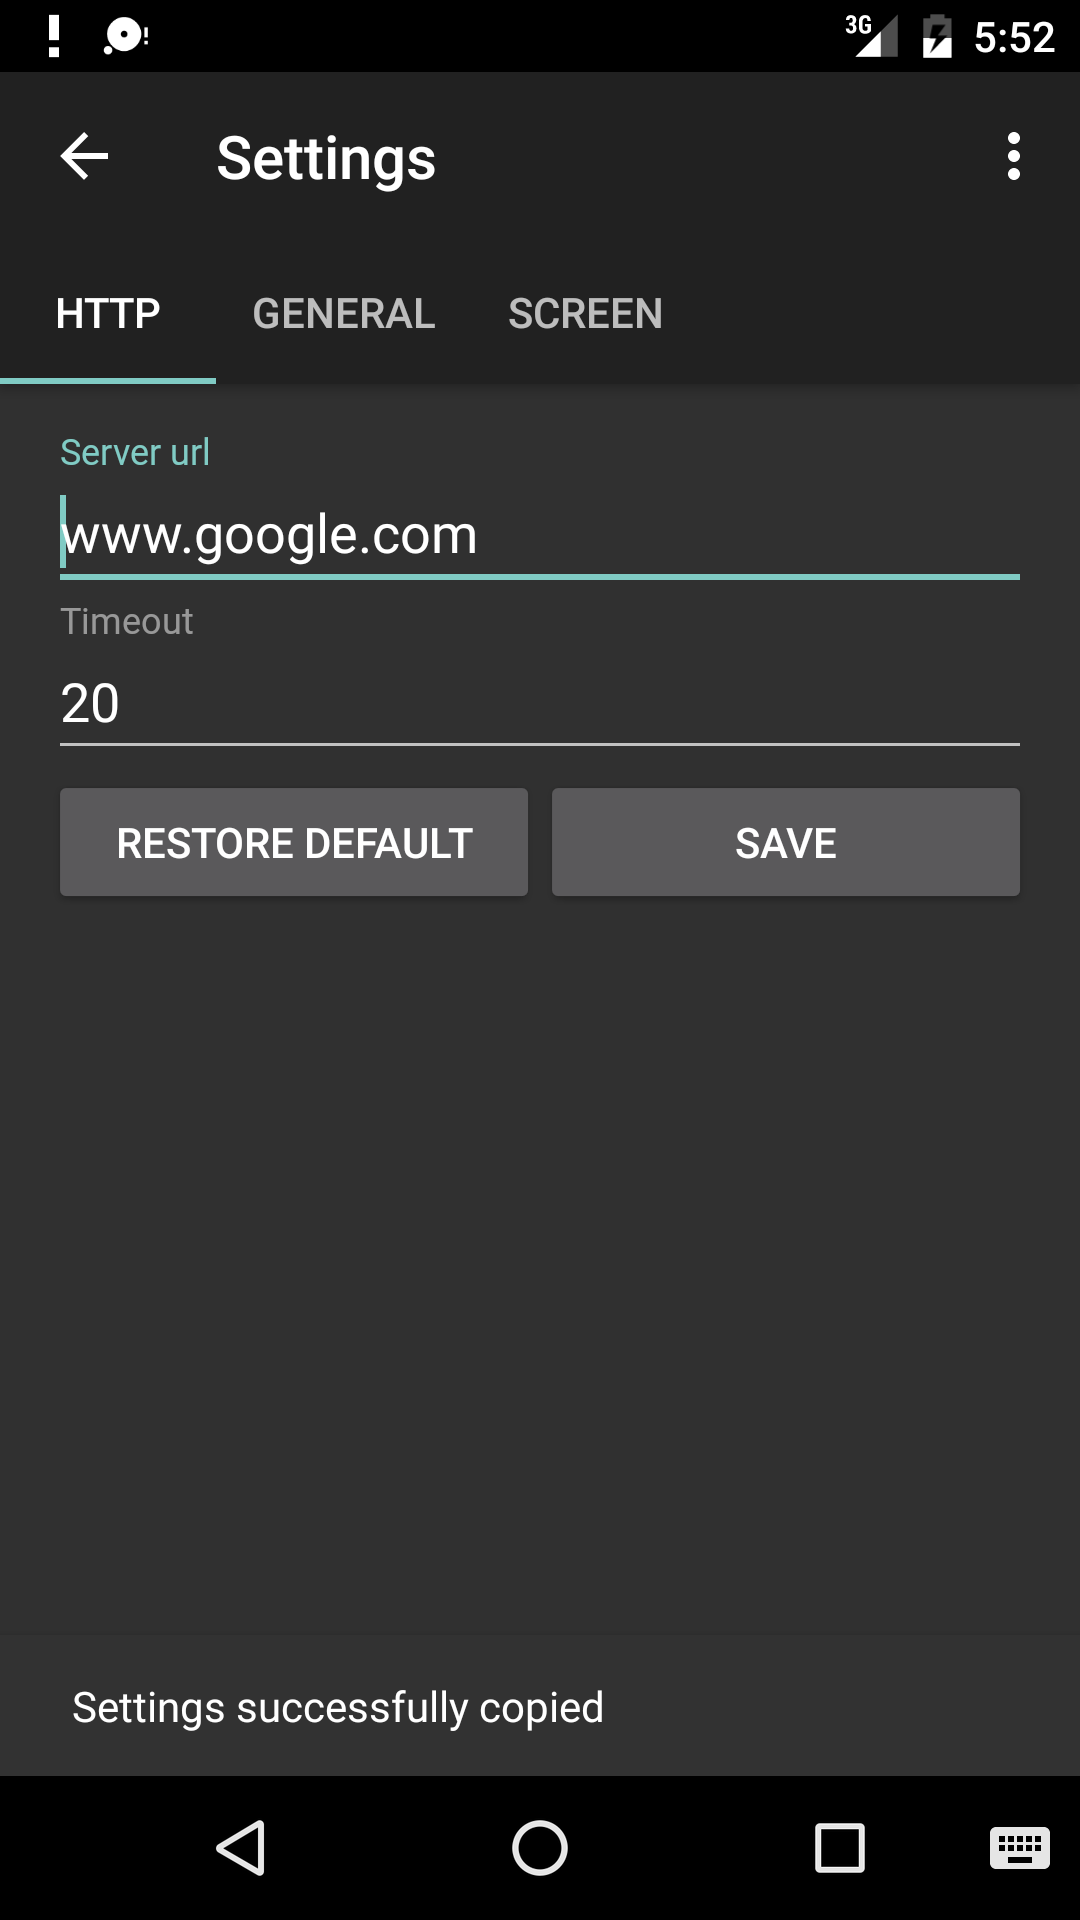 3G 5:52
Settings
HTTP GENERAL SCREEN
Server url
www.google.com
Timeout
20
RESTORE DEFAULT SAVE
Settings successfully copied